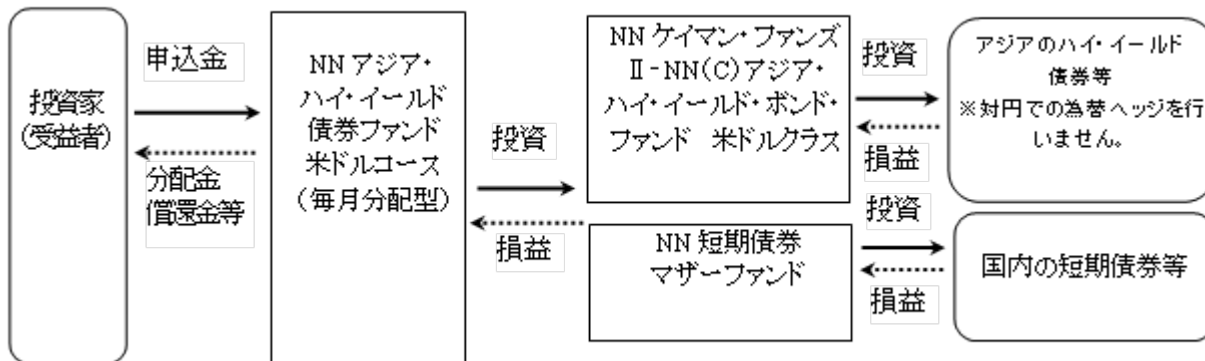 投資家
(受益者)
申込金
分配金
償還金等
NN アジア・
ハイ・イールド
債券ファンド
米ドルコース
(毎月分配型)
投資
損益
NN ケイマン・ファンズ
Ⅱ-NN(C)アジア・
ハイ・イールド・ボンド・
ファンド 米ドルクラス
NN 短期債券
マザーファンド
投資
損益
投資
損益
アジアのハイ・イールド
債券等
※対円での為替ヘッジを行
いません。
国内の短期債券等